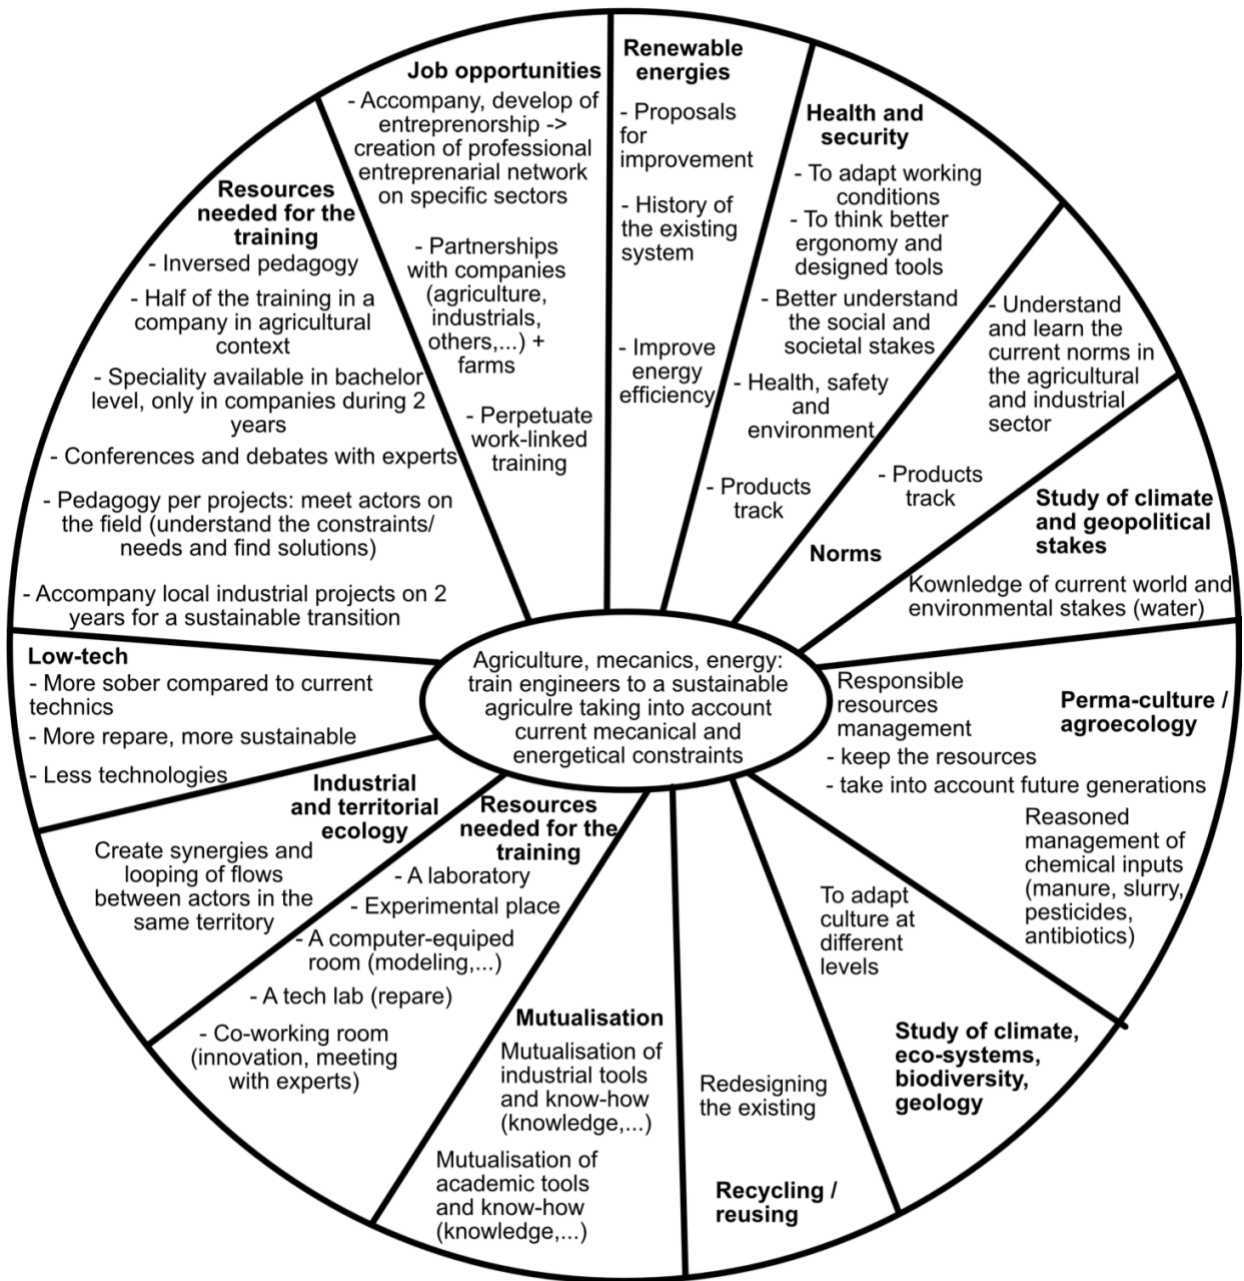 Job opportunities
- Accompany, develop of
entreprenorship ->
creation of professional
entreprenarial network
on specific sectors
- Partnerships
with companies
(agriculture,
industrials,
others,...) +
farms
- Perpetuate
work-linked
training
Renewable
energies
- Proposals
for
improvement
- History of
the existing
system
- Improve
energy
efficiency
Health and
security
- To adapt working
conditions
- To think better
ergonomy and
designed tools
- Better understand
the social and
societal stakes
- Health, safety
and
environment
- Products
track
- Understand
and learn the
current norms in
the agricultural
and industrial
sector
- Products
track
Norms
Study of climate
and geopolitical
stakes
Kownledge of current world and
environmental stakes (water)
Perma-culture /
agroecology
Responsible
resources
management
- keep the resources
- take into account future generations
Reasoned
management of
chemical inputs
(manure, slurry,
pesticides,
antibiotics)
To adapt
culture at
different
levels
Study of climate,
eco-systems,
biodiversity,
geology
Redesigning
the existing
Recycling /
reusing
Mutualisation
Mutualisation of
industrial tools
and know-how
(knowledge,...)
Mutualisation of
academic tools
and know-how
(knowledge,...)
Resources
needed for the
training
- A laboratory
- Experimental place
- A computer-equiped
room (modeling,...)
- A tech lab (repare)
- Co-working room
(innovation, meeting
with experts)
Industrial
and territorial
ecology
Create synergies and
looping of flows
between actors in the
same territory
Low-tech
- More sober compared to current
technics
- More repare, more sustainable
- Less technologies
Resources
needed for the
training
- Inversed pedagogy
- Half of the training in a
company in agricultural
context
- Speciality available in bachelor
level, only in companies during 2
years
- Conferences and debates with experts
- Pedagogy per projects: meet actors on
the field (understand the constraints/
needs and find solutions)
- Accompany local industrial projects on 2
years for a sustainable transition
Agriculture, mecanics, energy:
train engineers to a sustainable
agriculre taking into account
current mecanical and
energetical constraints